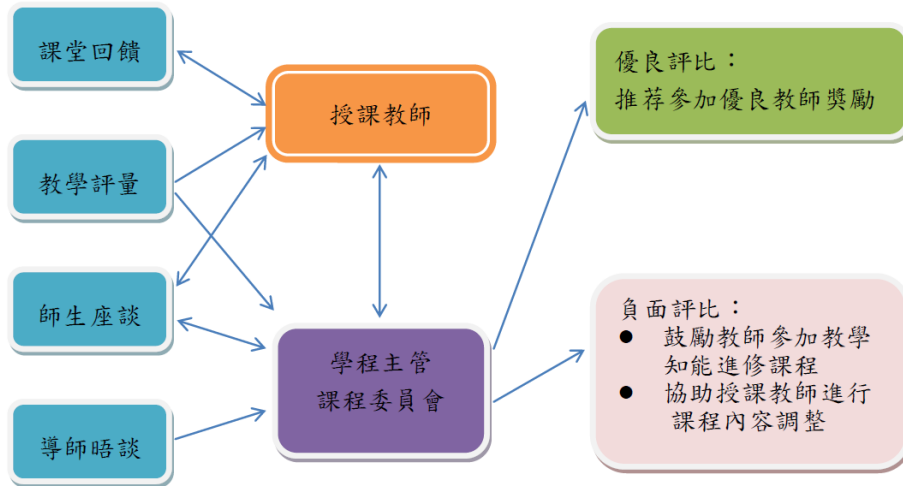 課堂回饋
教學評量
師生座談
導師晤談
授課教師
學程主管
課程委員會
優良評比：
推荐參加優良教師獎勵
負面評比：
● 鼓勵教師參加教學
知能進修課程
● 協助授課教師進行
課程內容調整